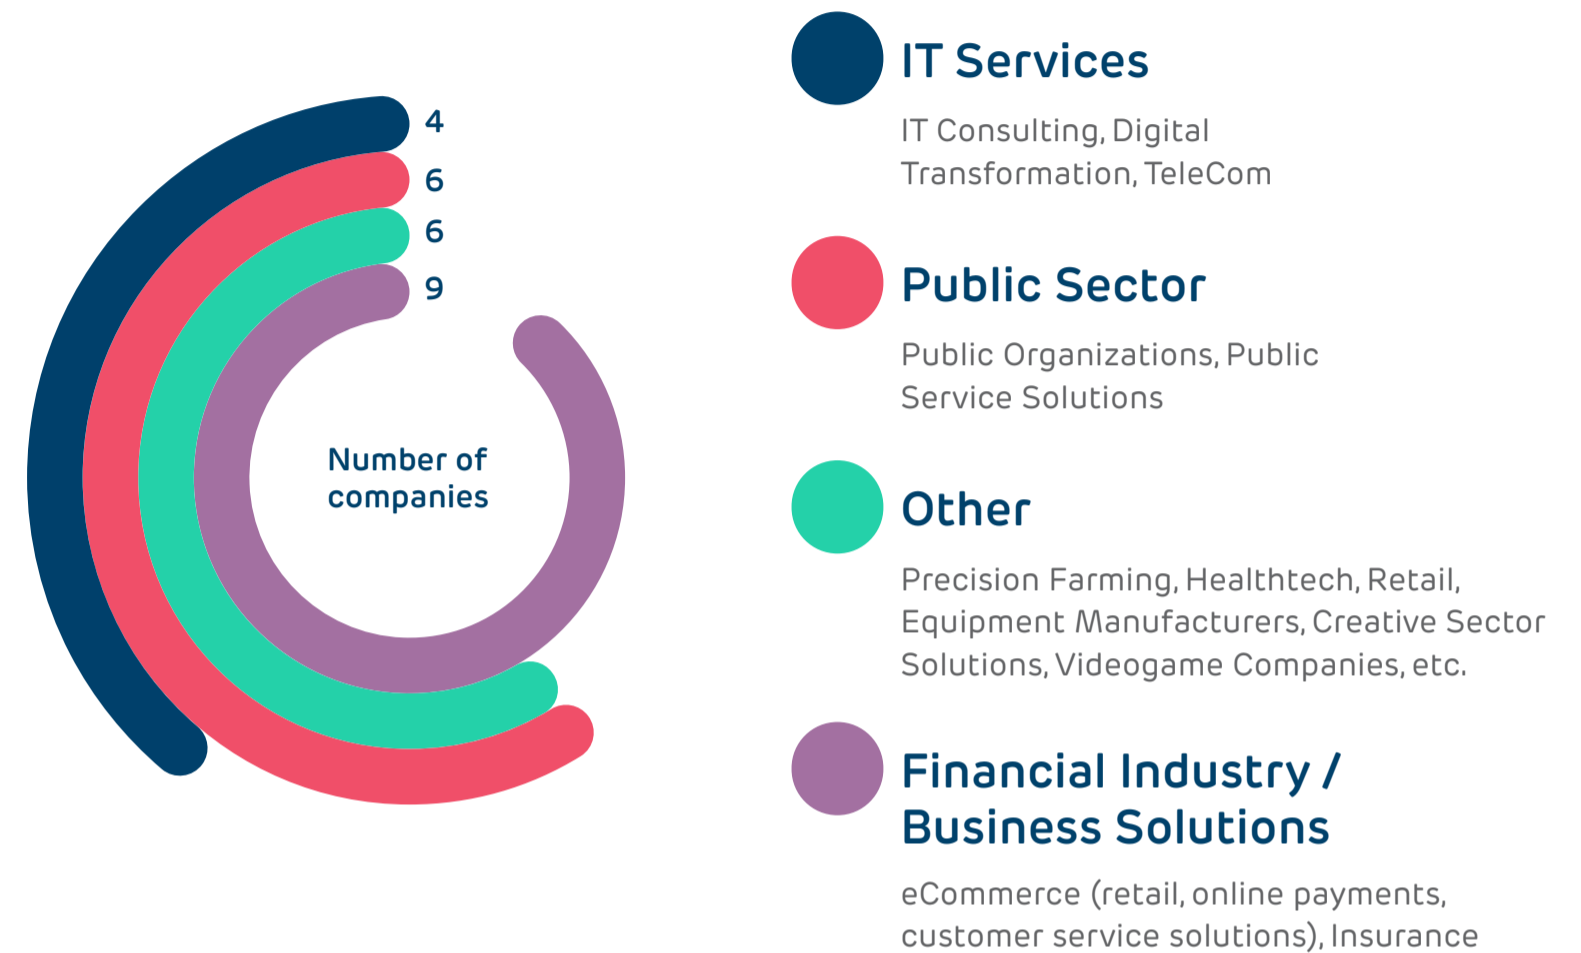 4
6
6
9
Number of
companies
IT Services
IT Consulting, Digital
Transformation, TeleCom
Public Sector
Public Organizations, Public
Service Solutions
Other
Precision Farming, Healthtech, Retail,
Equipment Manufacturers, Creative Sector
Solutions, Videogame Companies, etc.
Financial Industry /
Business Solutions
eCommerce (retail, online payments,
customer service solutions), Insurance